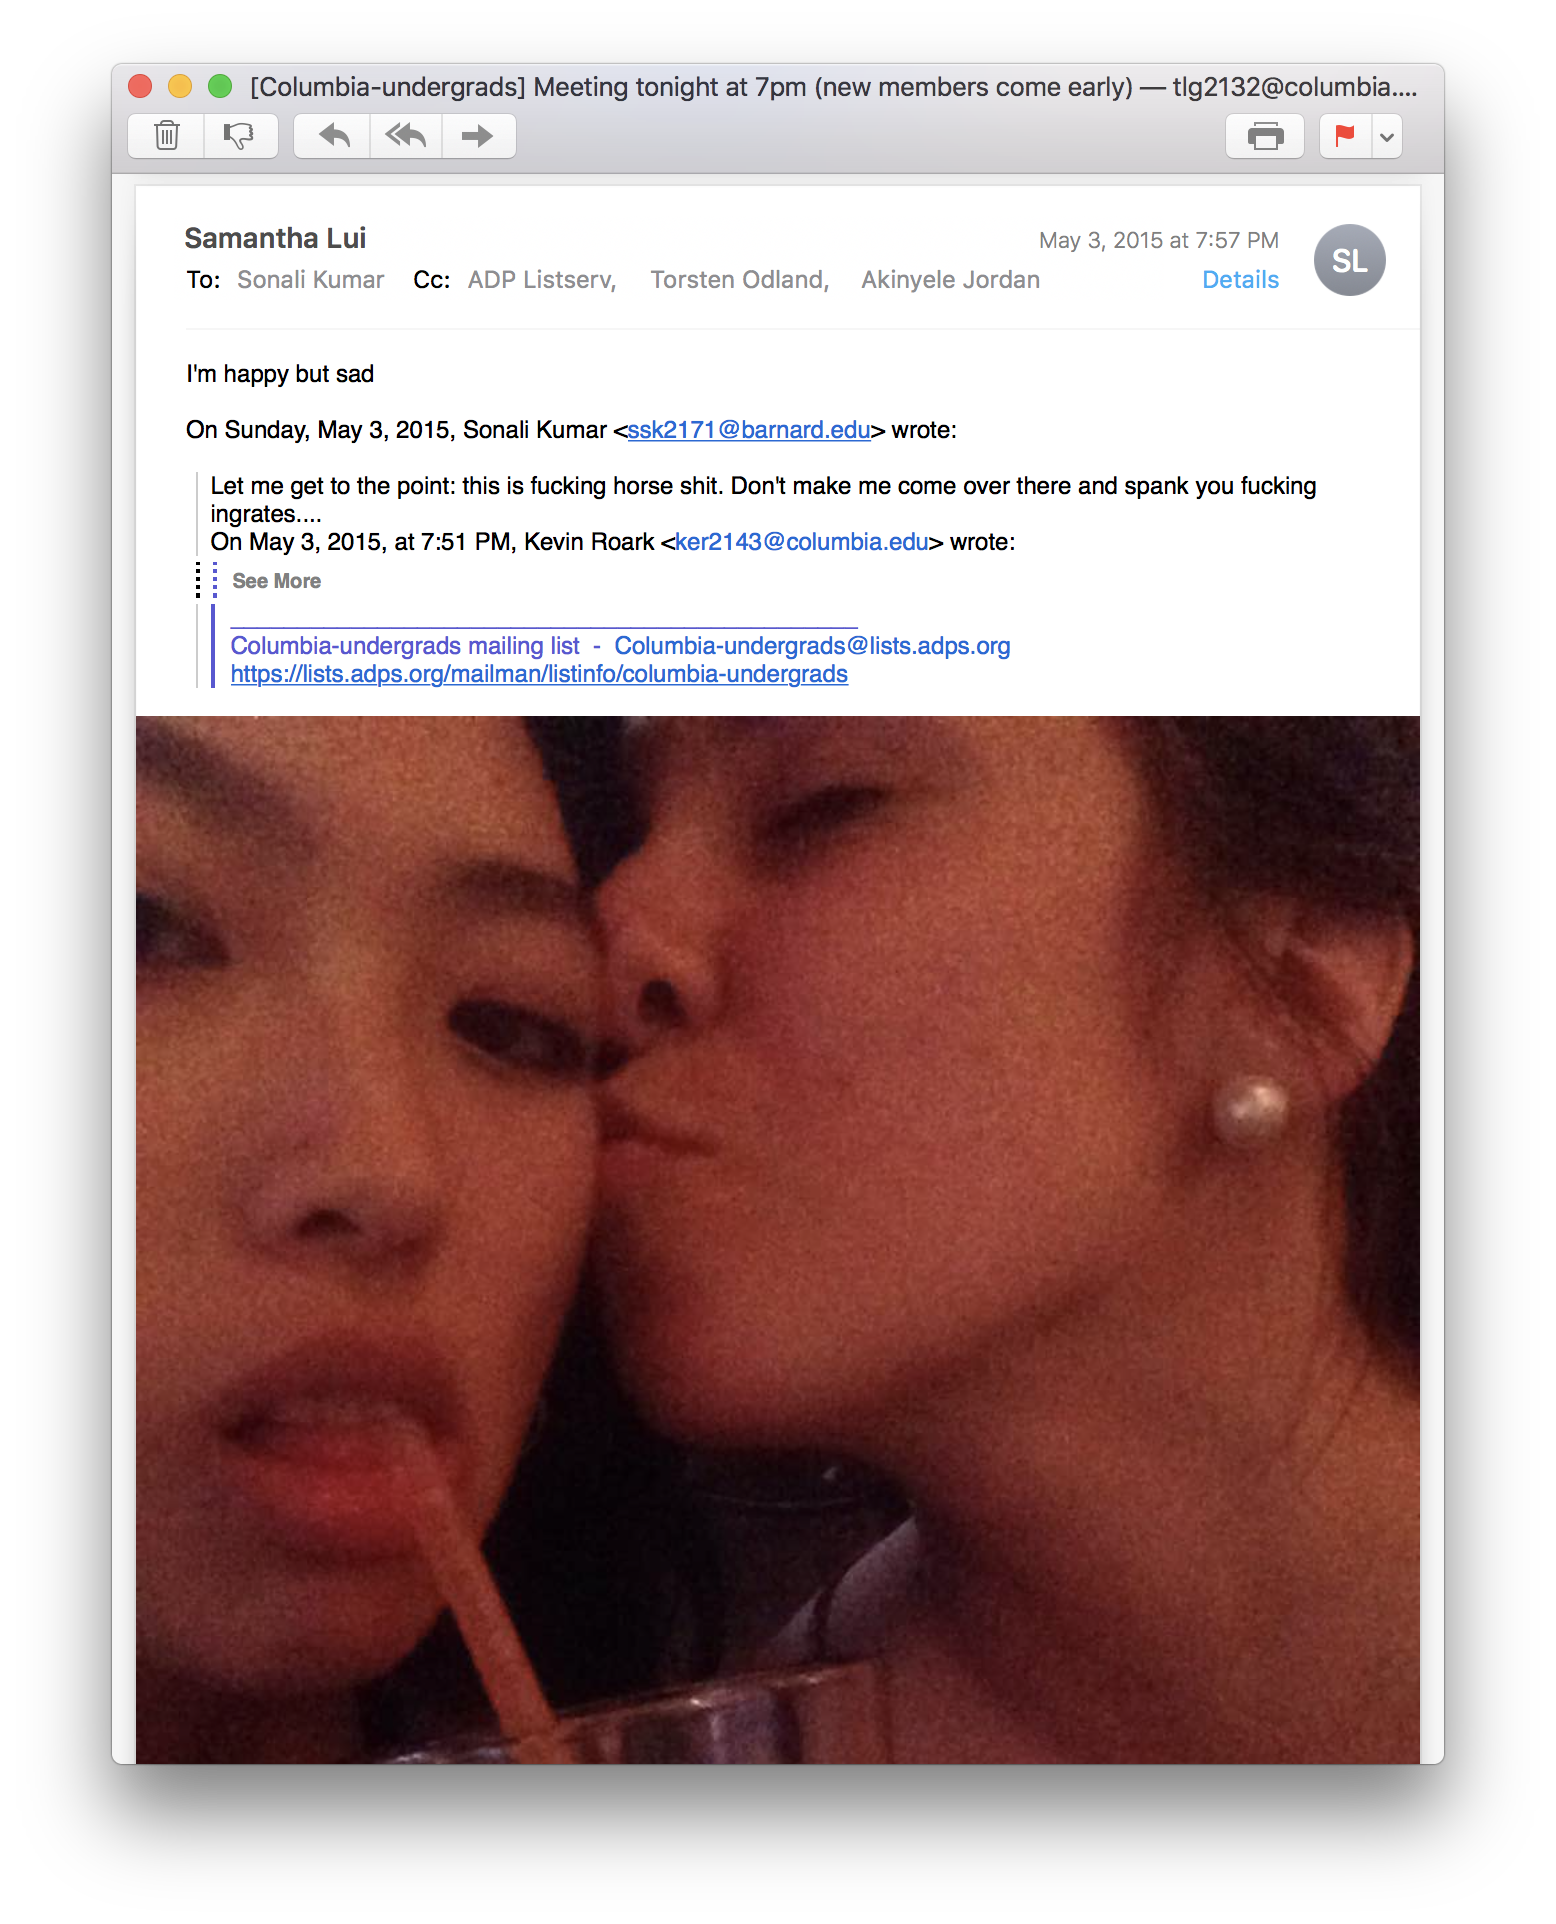 [Columbia-undergrads] Meeting tonight at 7pm (new members come early) — tlg2132@columbia....
Samantha Lui
May 3, 2015 at 7:57 PM
SL
To: Sonali Kumar Cc: ADP Listserv, Torsten Odland, Akinyele Jordan
Details
I'm happy but sad
On Sunday, May 3, 2015, Sonali Kumar <ssk2171@barnard.edu> wrote:
Let me get to the point: this is fucking horse shit. Don't make me come over there and spank you fucking
ingrates....
On May 3, 2015, at 7:51 PM, Kevin Roark <ker2143@columbia.edu> wrote:
See More
_______________________________________________
Columbia-undergrads mailing list - Columbia-undergrads@lists.adps.org
https://lists.adps.org/mailman/listinfo/columbia-undergrads